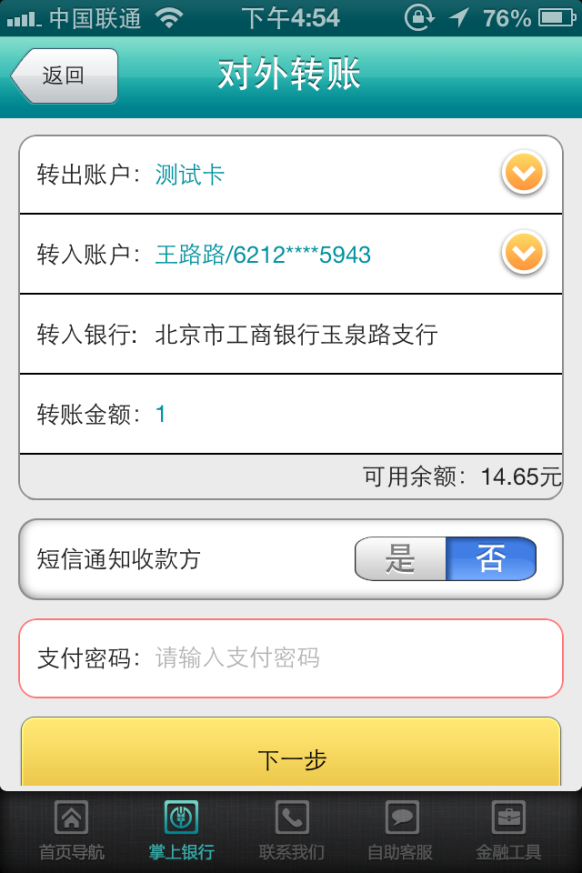 中国联通 下午4:54 76%
返回 对外转账
转出账户：测试卡
转入账户：王路路/6212****5943
转入银行：北京市工商银行玉泉路支行
转账金额：1
可用余额：14.65元
短信通知收款方 是 否
支付密码：请输入支付密码
下一步
首页导航 掌上银行 联系我们 自助客服 金融工具